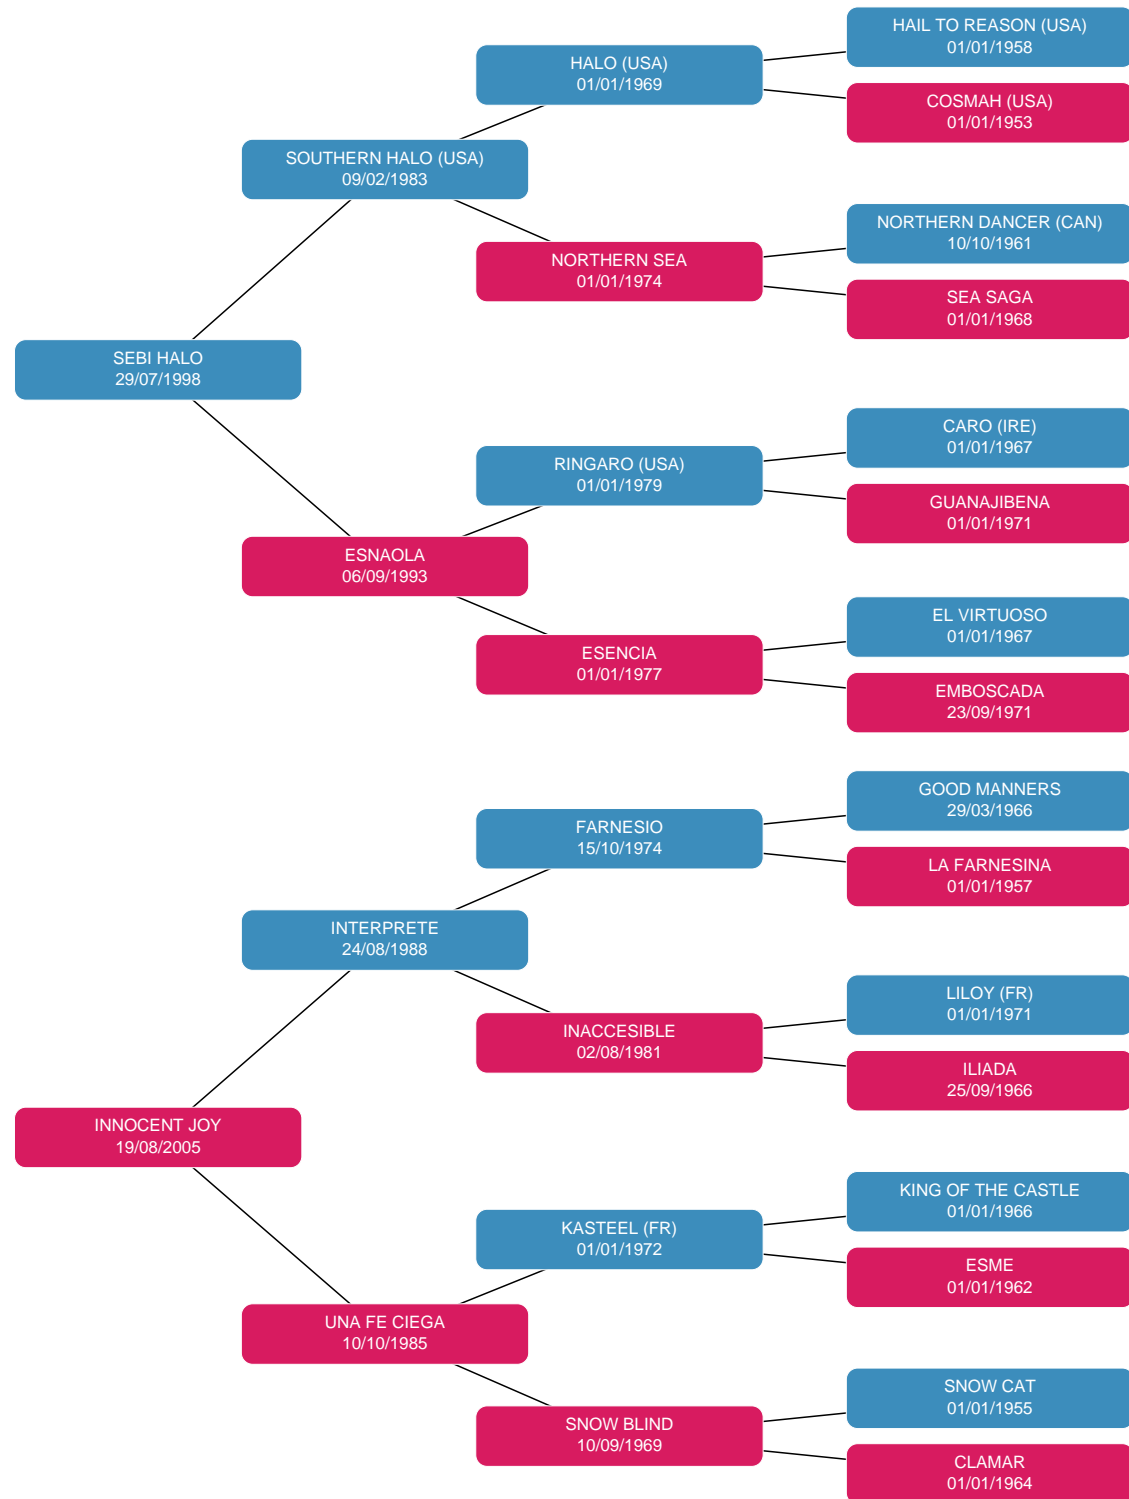 HAIL TO REASON (USA)
01/01/1958
HALO (USA)
01/01/1969
COSMAH (USA)
01/01/1953
SOUTHERN HALO (USA)
09/02/1983
NORTHERN DANCER (CAN)
10/10/1961
NORTHERN SEA
01/01/1974
SEA SAGA
01/01/1968
SEBI HALO
29/07/1998
CARO (IRE)
01/01/1967
RINGARO (USA)
01/01/1979
GUANAJIBENA
01/01/1971
ESNAOLA
06/09/1993
EL VIRTUOSO
01/01/1967
ESENCIA
01/01/1977
EMBOSCADA
23/09/1971
GOOD MANNERS
29/03/1966
FARNESIO
15/10/1974
LA FARNESINA
01/01/1957
INTERPRETE
24/08/1988
LILOY (FR)
01/01/1971
INACCESIBLE
02/08/1981
ILIADA
25/09/1966
INNOCENT JOY
19/08/2005
KING OF THE CASTLE
01/01/1966
KASTEEL (FR)
01/01/1972
ESME
01/01/1962
UNA FE CIEGA
10/10/1985
SNOW CAT
01/01/1955
SNOW BLIND
10/09/1969
CLAMAR
01/01/1964